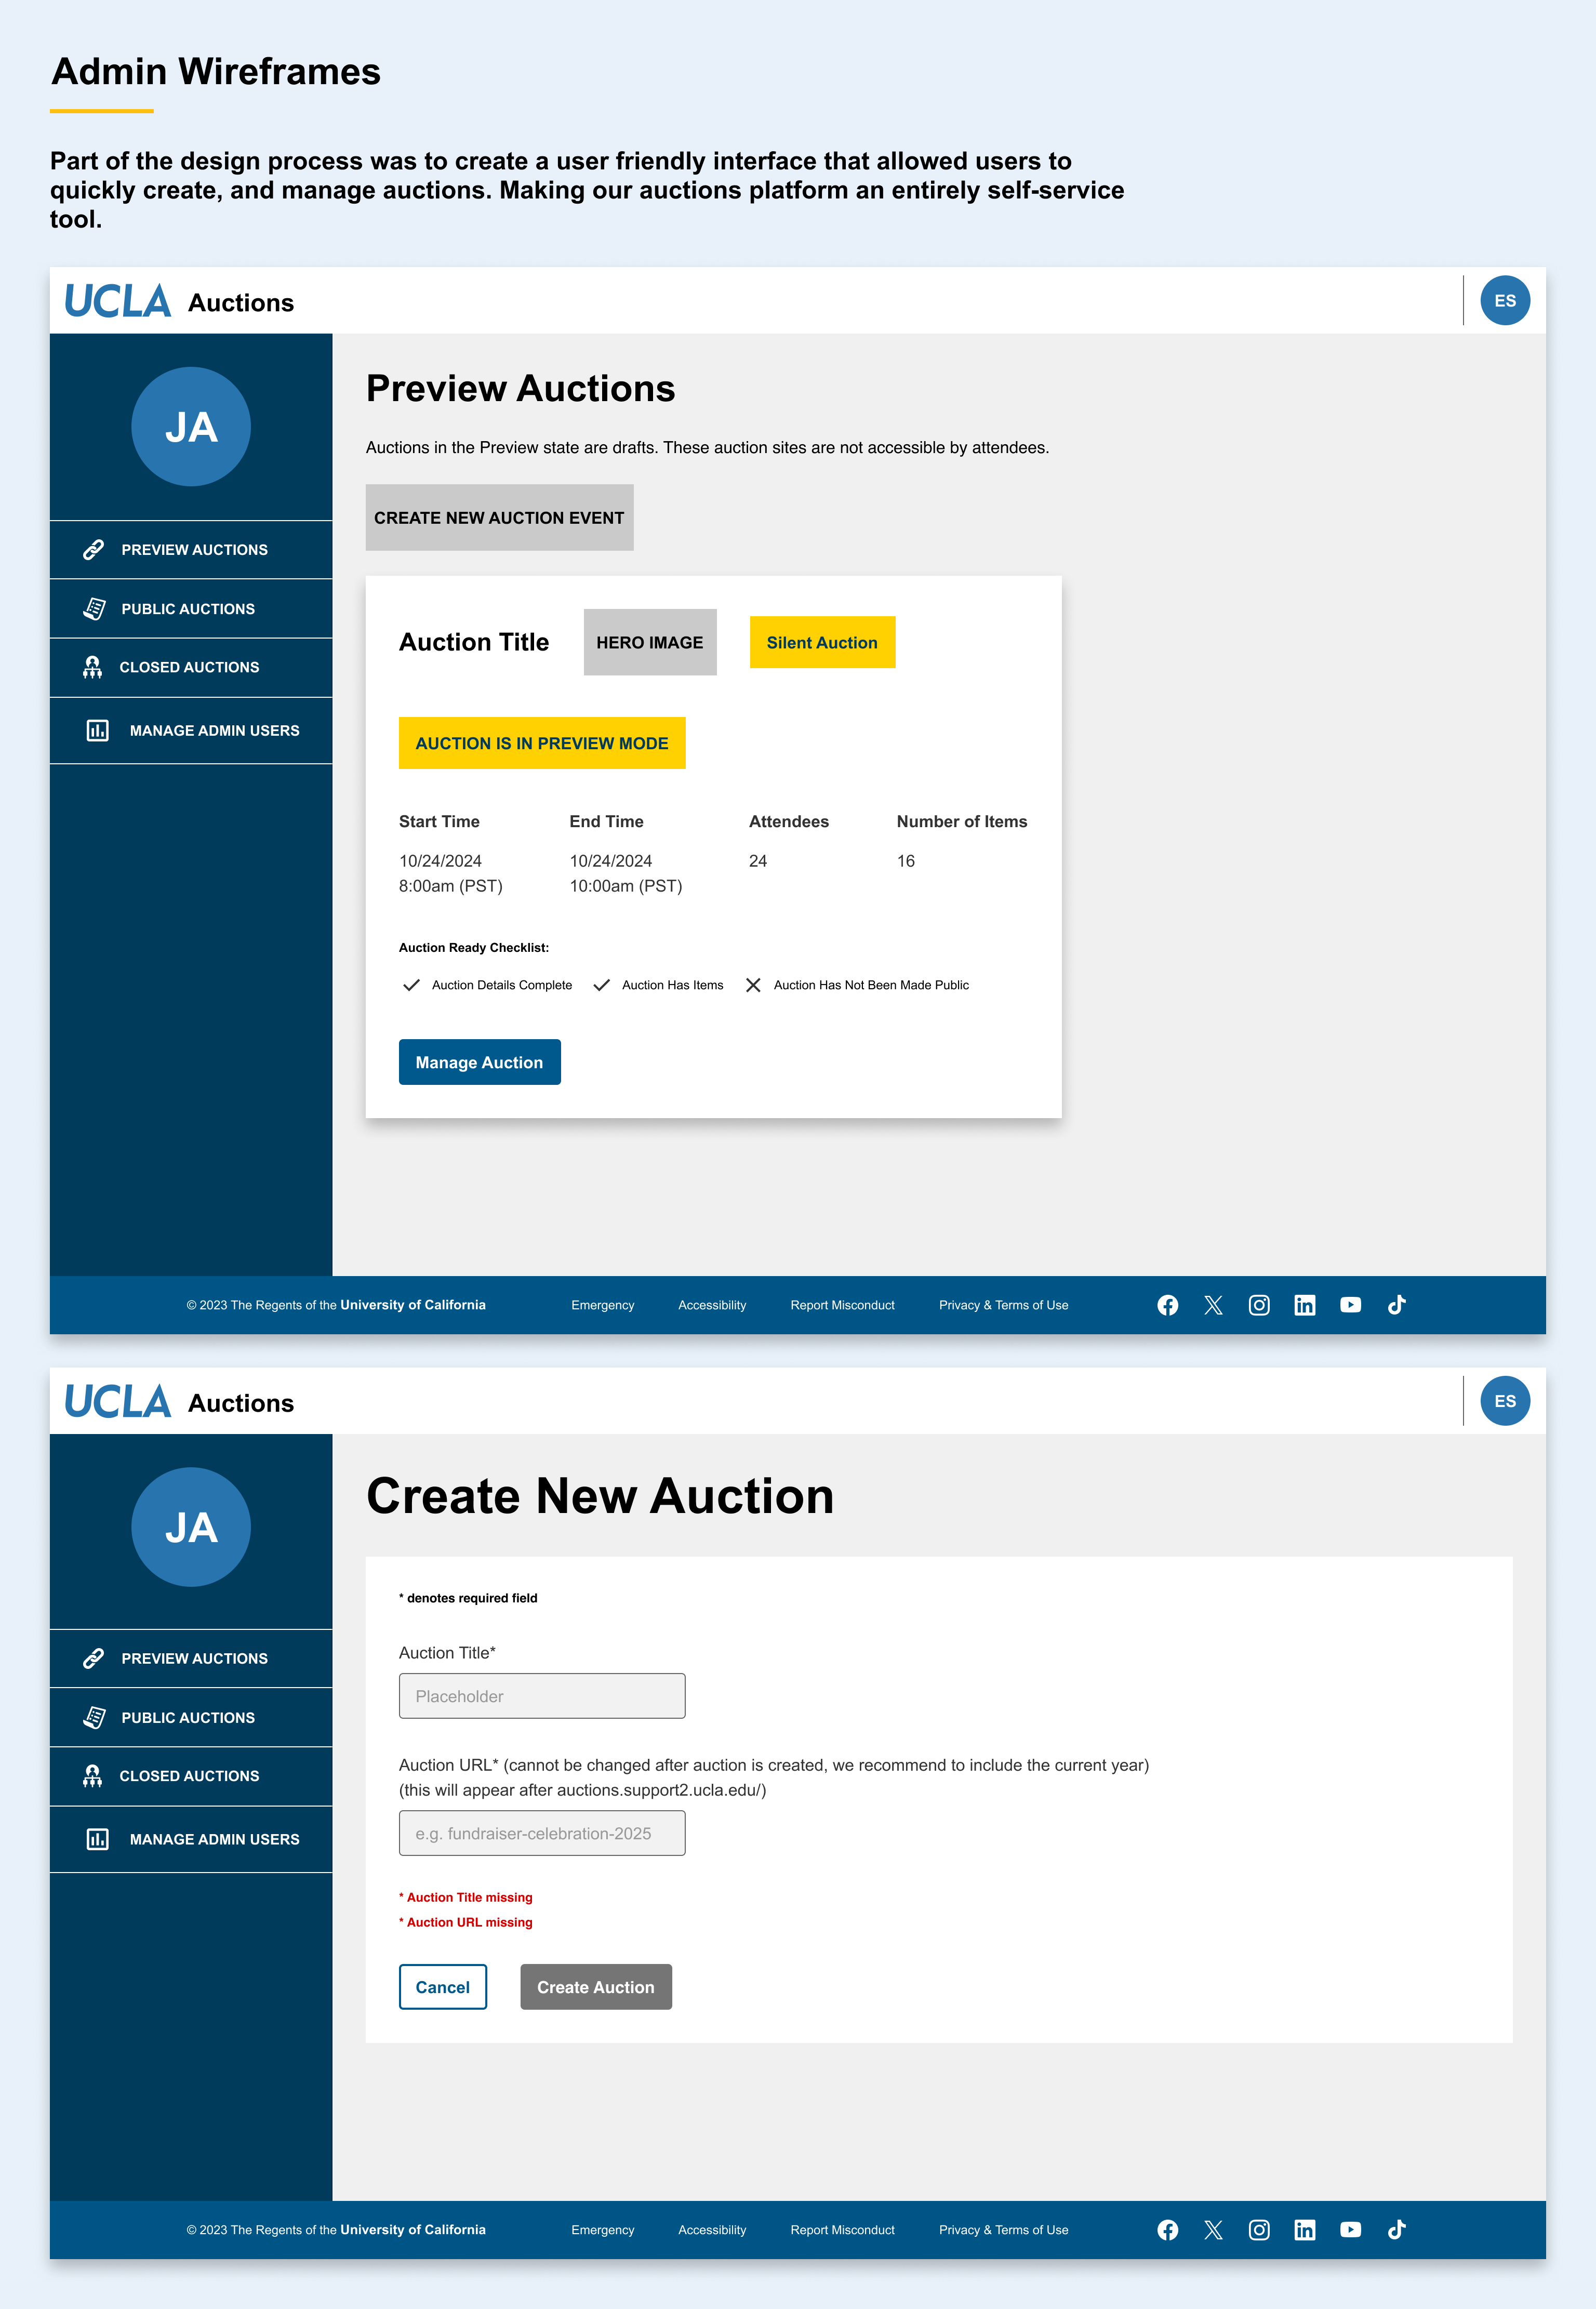 Admin Wireframes
Part of the design process was to create a user friendly interface that allowed users to
quickly create, and manage auctions. Making our auctions platform an entirely self-service
tool.
UCLA Auctions
ES
JA
PREVIEW AUCTIONS
PUBLIC AUCTIONS
CLOSED AUCTIONS
MANAGE ADMIN USERS
Preview Auctions
Auctions in the Preview state are drafts. These auction sites are not accessible by attendees.
CREATE NEW AUCTION EVENT
Auction Title HERO IMAGE Silent Auction
AUCTION IS IN PREVIEW MODE
Start Time End Time Attendees Number of Items
10/24/2024 10/24/2024 24 16
8:00am (PST) 10:00am (PST)
Auction Ready Checklist:
Auction Details Complete Auction Has Items Auction Has Not Been Made Public
Manage Auction
© 2023 The Regents of the University of California Emergency Accessibility Report Misconduct Privacy & Terms of Use
UCLA Auctions
ES
JA
PREVIEW AUCTIONS
PUBLIC AUCTIONS
CLOSED AUCTIONS
MANAGE ADMIN USERS
Create New Auction
* denotes required field
Auction Title*
Placeholder
Auction URL* (cannot be changed after auction is created, we recommend to include the current year)
(this will appear after auctions.support2.ucla.edu/)
e.g. fundraiser-celebration-2025
* Auction Title missing
* Auction URL missing
Cancel Create Auction
© 2023 The Regents of the University of California Emergency Accessibility Report Misconduct Privacy & Terms of Use